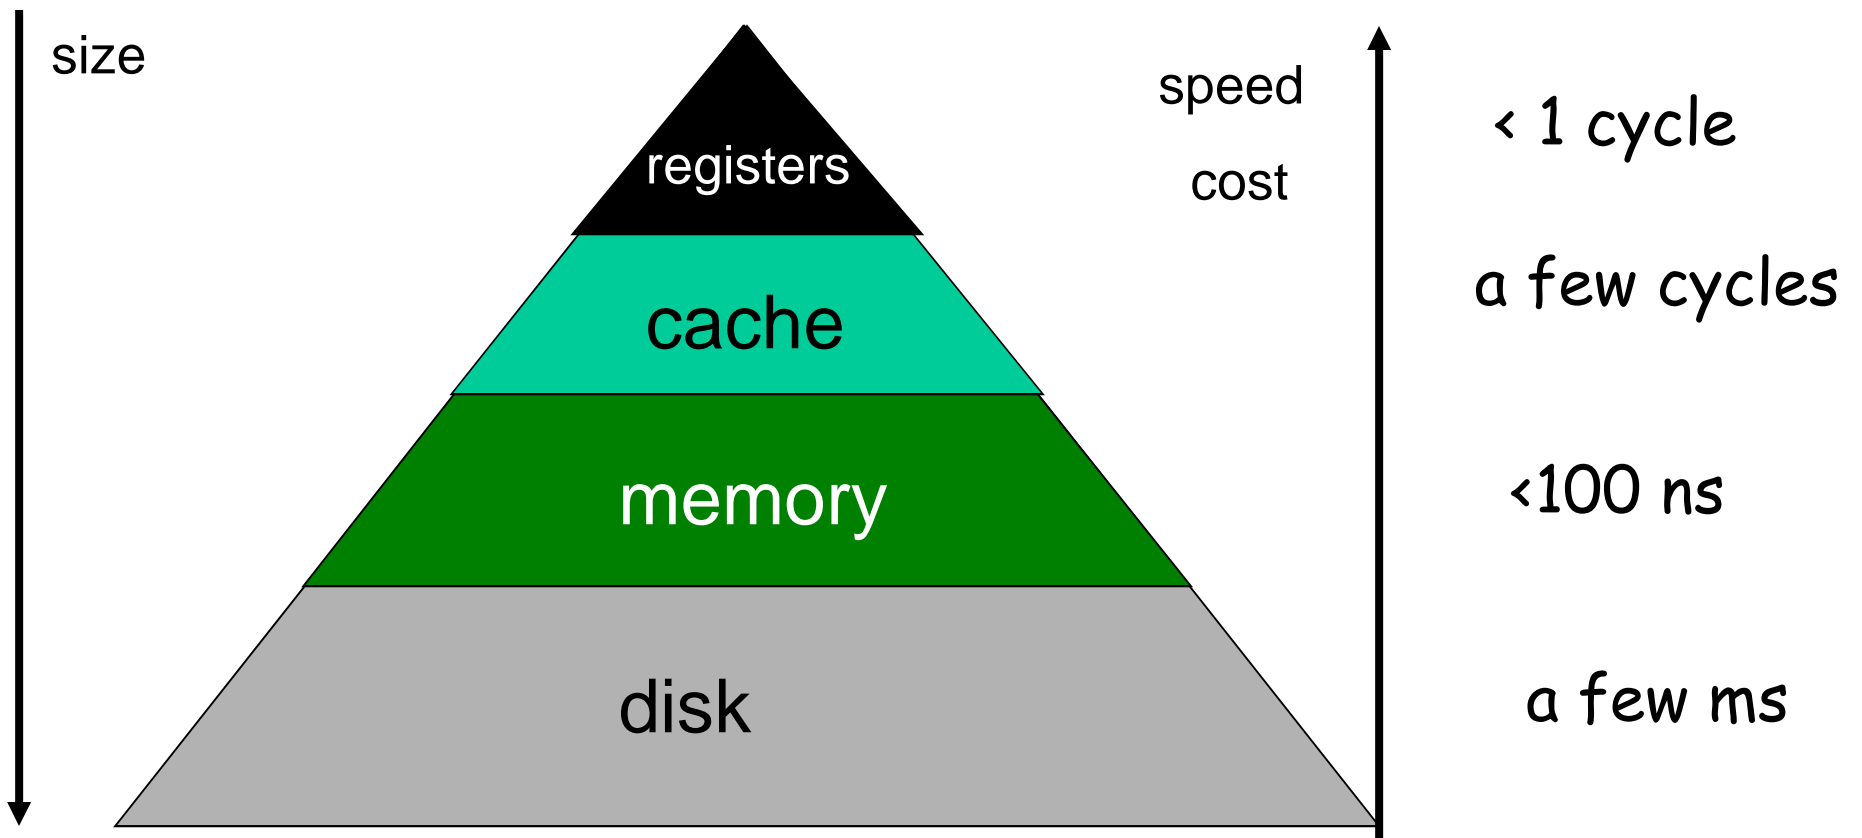 size
speed
< 1 cycle
registers
cost
a few cycles
cache
memory
<100 ns
disk
a few ms